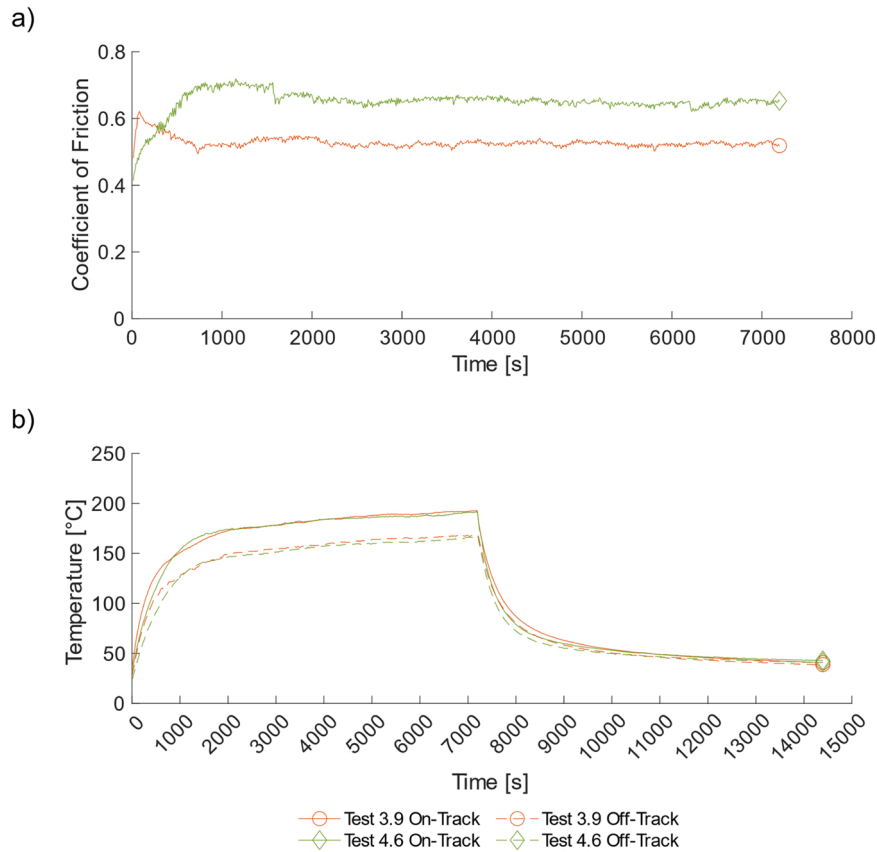 a)
0.8
0.6
0.4
0.2
0
Coefficient of Friction
0 1000 2000 3000 4000 5000 6000 7000 8000
Time [s]
b)
250
200
150
100
50
0
Temperature [°C]
0 1000 2000 3000 4000 5000 6000 7000 8000 9000 10000 11000 12000 13000 14000 15000
Time [s]
Test 3.9 On-Track Test 3.9 Off-Track
Test 4.6 On-Track Test 4.6 Off-Track